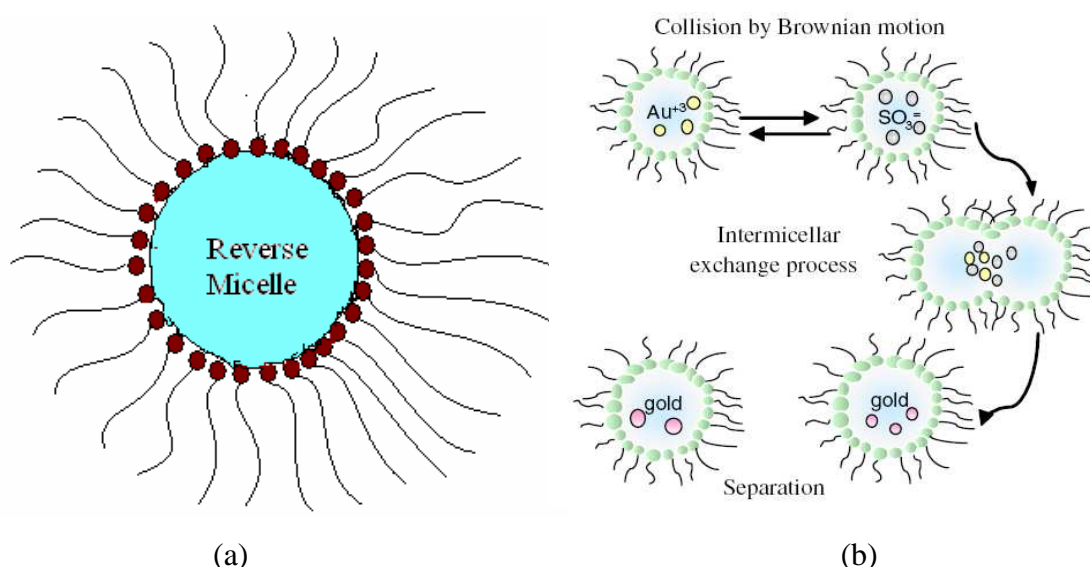 Reverse
Micelle
(a)
Collision by Brownian motion
Au+3
SO3=
Intermicellar
exchange process
gold
gold
Separation
(b)